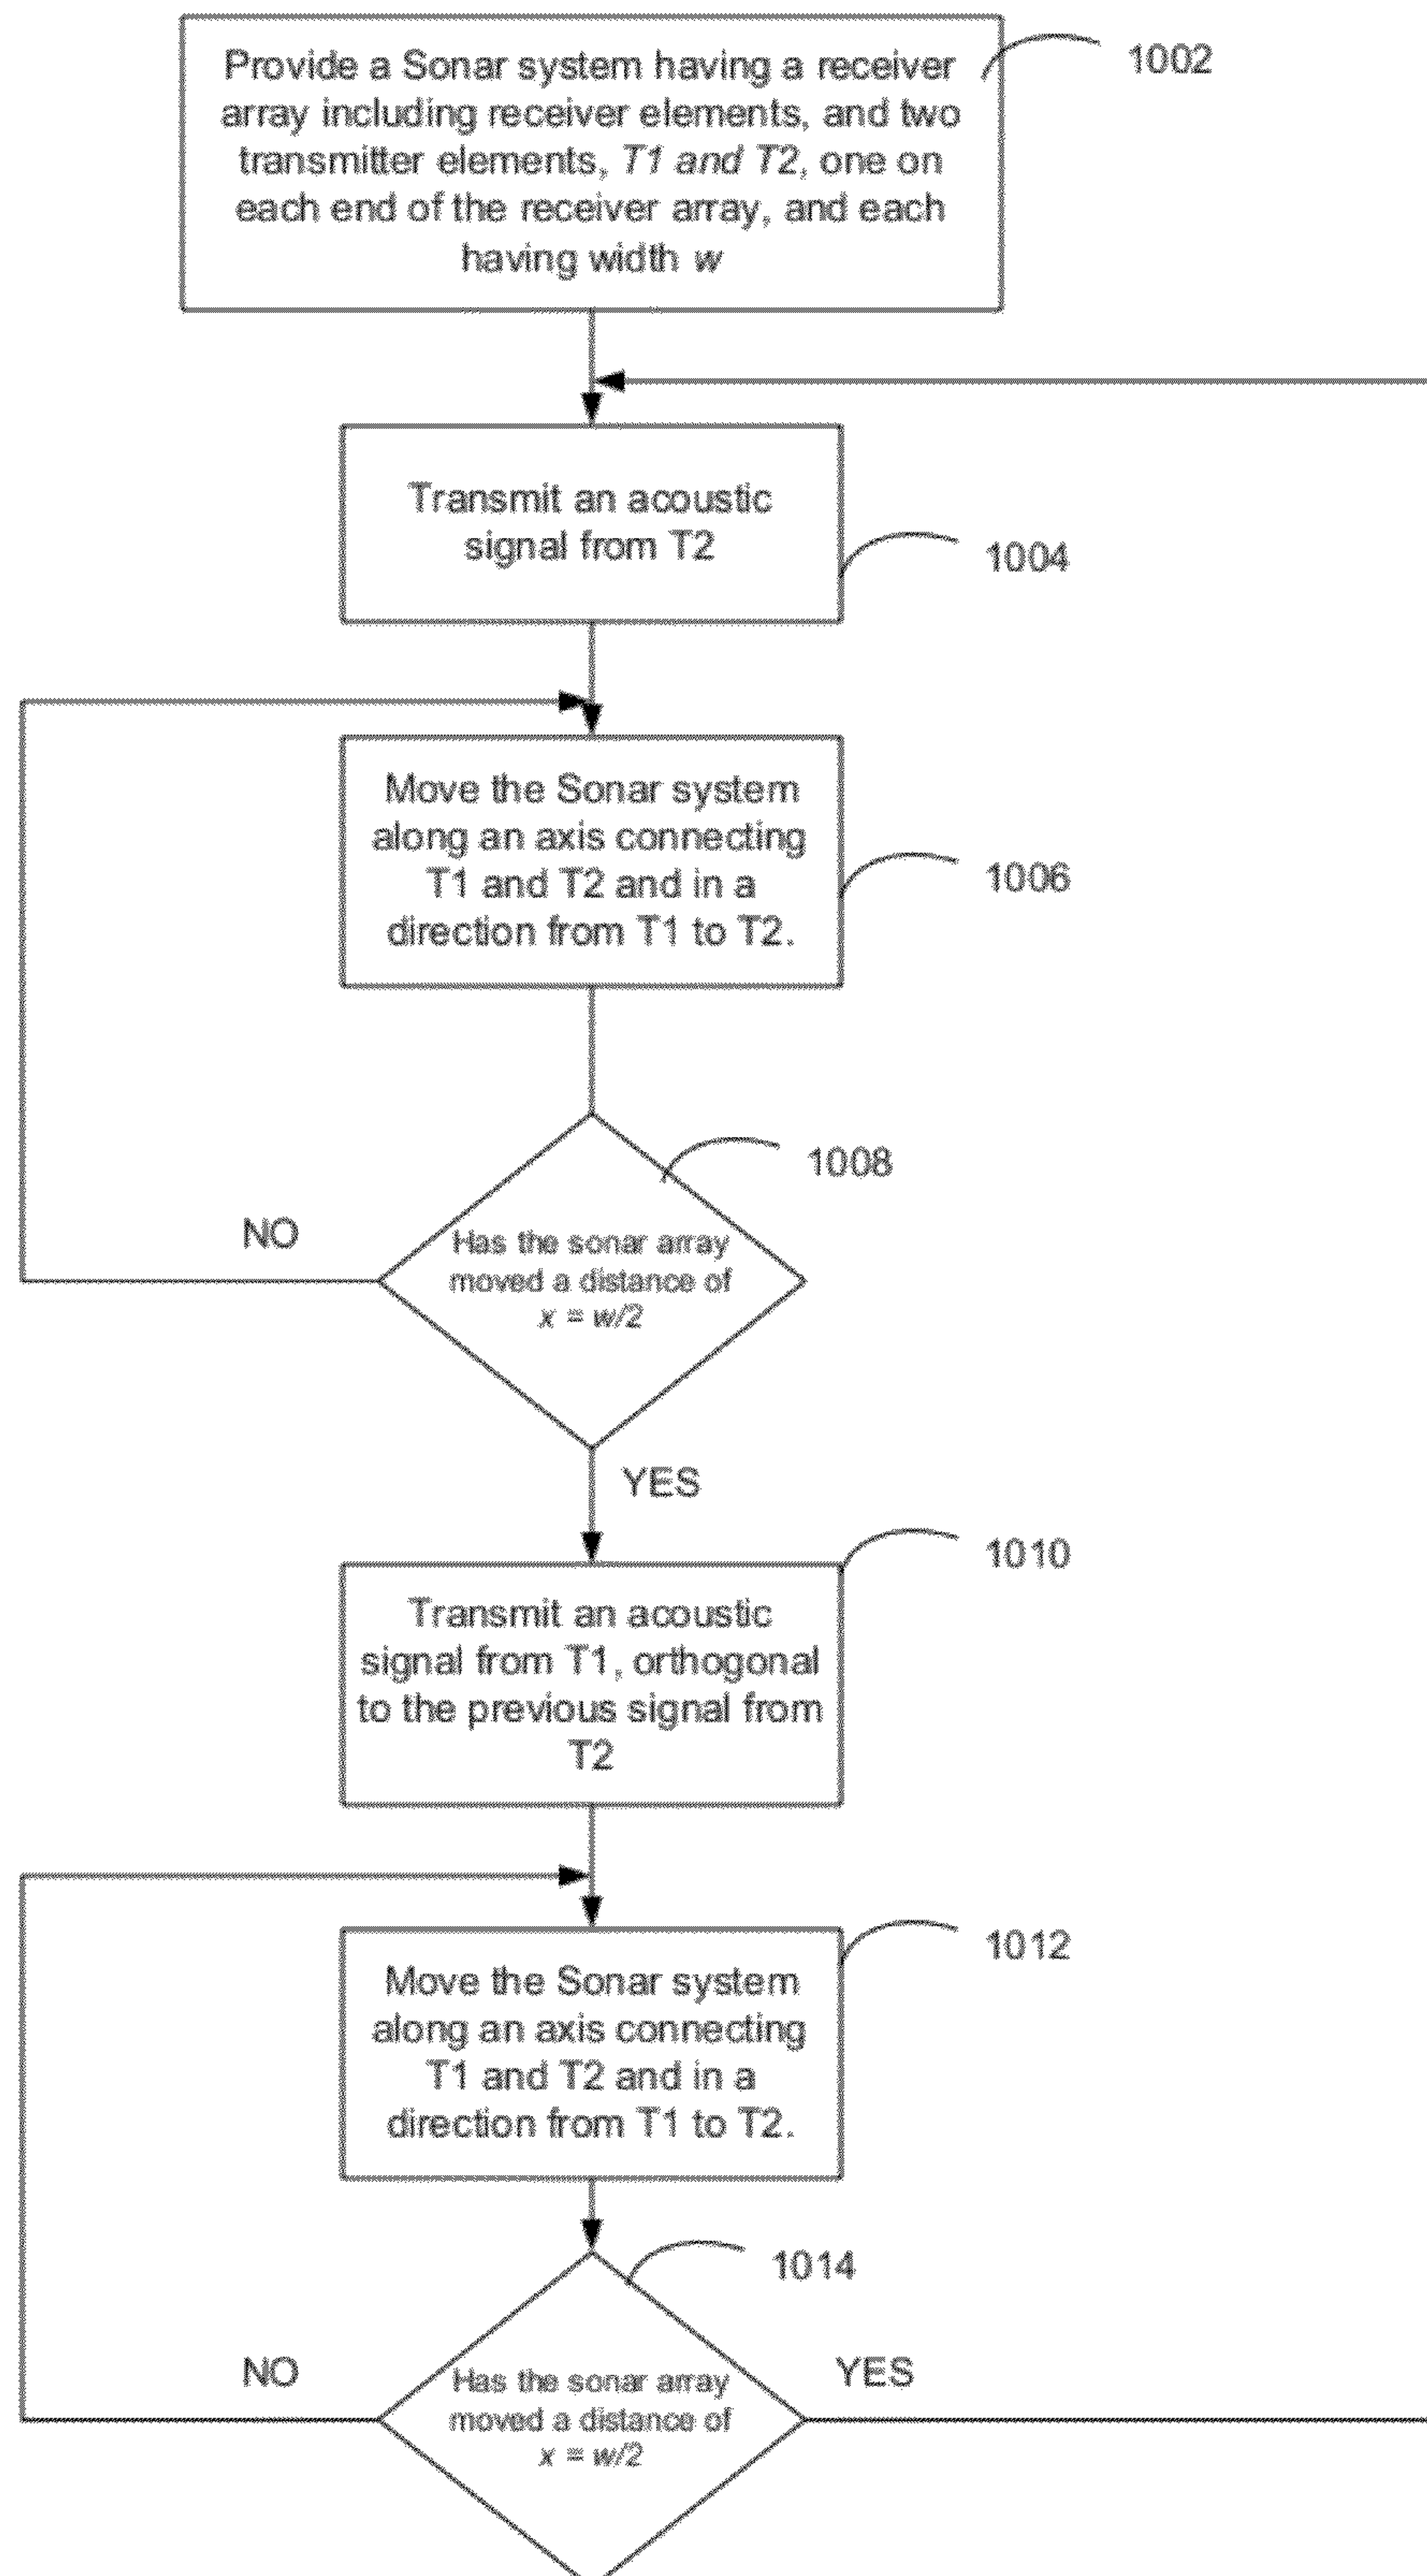 Provide a Sonar system having a receiver
array including receiver elements, and two
transmitter elements, T1 and T2, one on
each end of the receiver array, and each
having width w
1002
Transmit an acoustic
signal from T2
1004
Move the Sonar system
along an axis connecting
T1 and T2 and in a
direction from T1 to T2.
1006
1008
Has the sonar array
moved a distance of
x = w/2
NO
YES
1010
Transmit an acoustic
signal from T1, orthogonal
to the previous signal from
T2
1012
Move the Sonar system
along an axis connecting
T1 and T2 and in a
direction from T1 to T2.
1014
Has the sonar array
moved a distance of
x = w/2
NO
YES